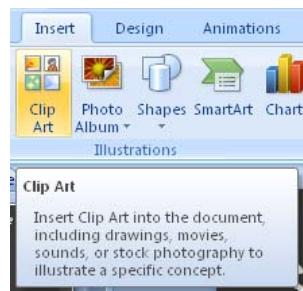 Insert Design Animations
Clip Art Photo Album Shapes SmartArt Chart
Illustrations
Clip Art
Insert Clip Art into the document,
including drawings, movies,
sounds, or stock photography to
illustrate a specific concept.